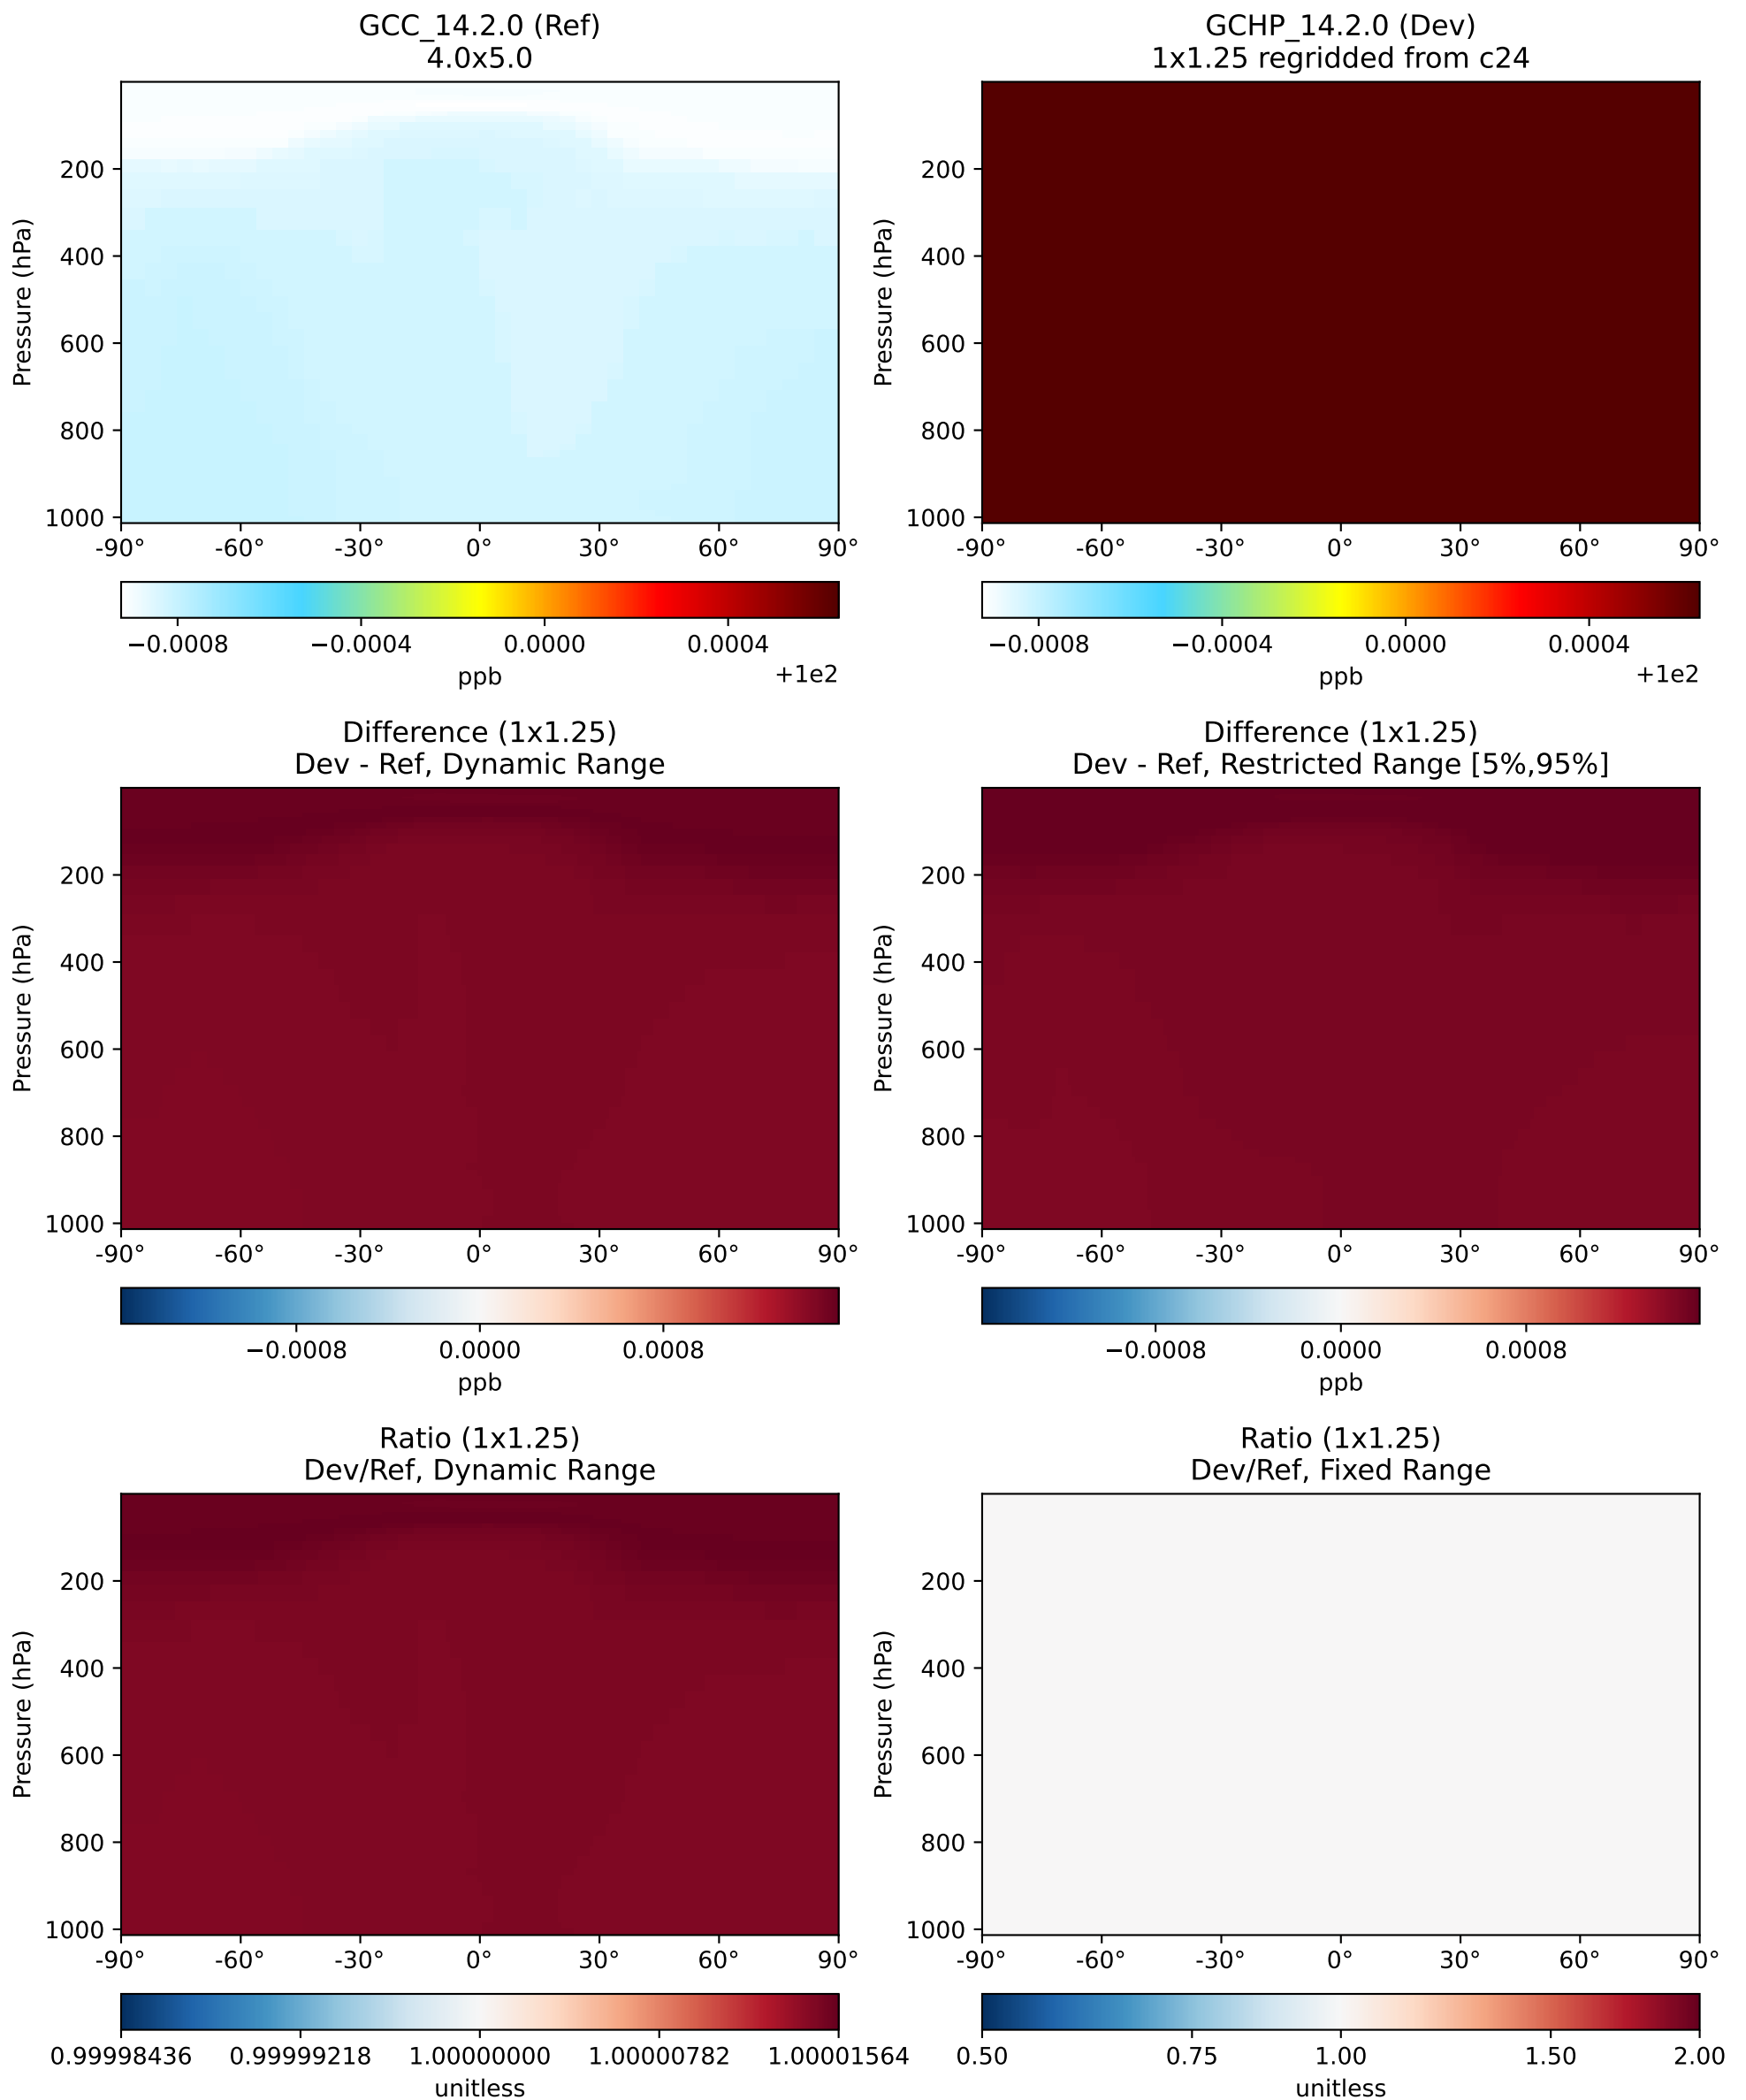 GCC_14.2.0 (Ref)
4.0x5.0
Pressure (hPa)
200
400
600
800
1000
-90° -60° -30° 0° 30° 60° 90°
−0.0008 −0.0004 0.0000 0.0004
ppb
+1e2
GCHP_14.2.0 (Dev)
1x1.25 regridded from c24
Pressure (hPa)
200
400
600
800
1000
-90° -60° -30° 0° 30° 60° 90°
−0.0008 −0.0004 0.0000 0.0004
ppb
+1e2
Difference (1x1.25)
Dev - Ref, Dynamic Range
Pressure (hPa)
200
400
600
800
1000
-90° -60° -30° 0° 30° 60° 90°
−0.0008 0.0000 0.0008
ppb
Difference (1x1.25)
Dev - Ref, Restricted Range [5%,95%]
Pressure (hPa)
200
400
600
800
1000
-90° -60° -30° 0° 30° 60° 90°
−0.0008 0.0000 0.0008
ppb
Ratio (1x1.25)
Dev/Ref, Dynamic Range
Pressure (hPa)
200
400
600
800
1000
-90° -60° -30° 0° 30° 60° 90°
0.99998436 0.99999218 1.00000000 1.00000782 1.00001564
unitless
Ratio (1x1.25)
Dev/Ref, Fixed Range
Pressure (hPa)
200
400
600
800
1000
-90° -60° -30° 0° 30° 60° 90°
0.50 0.75 1.00 1.50 2.00
unitless